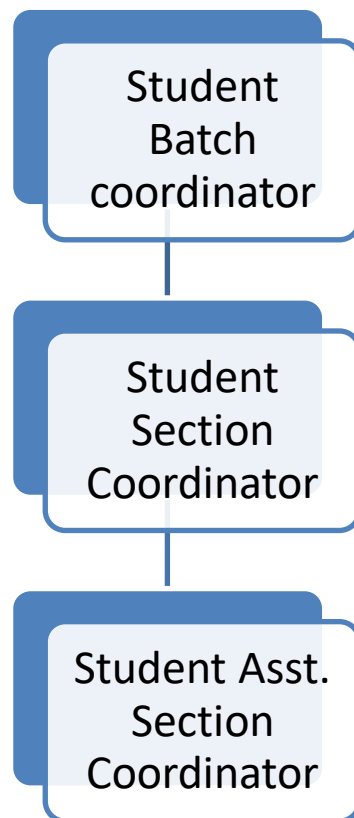 Student
Batch
coordinator
Student
Section
Coordinator
Student Asst.
Section
Coordinator